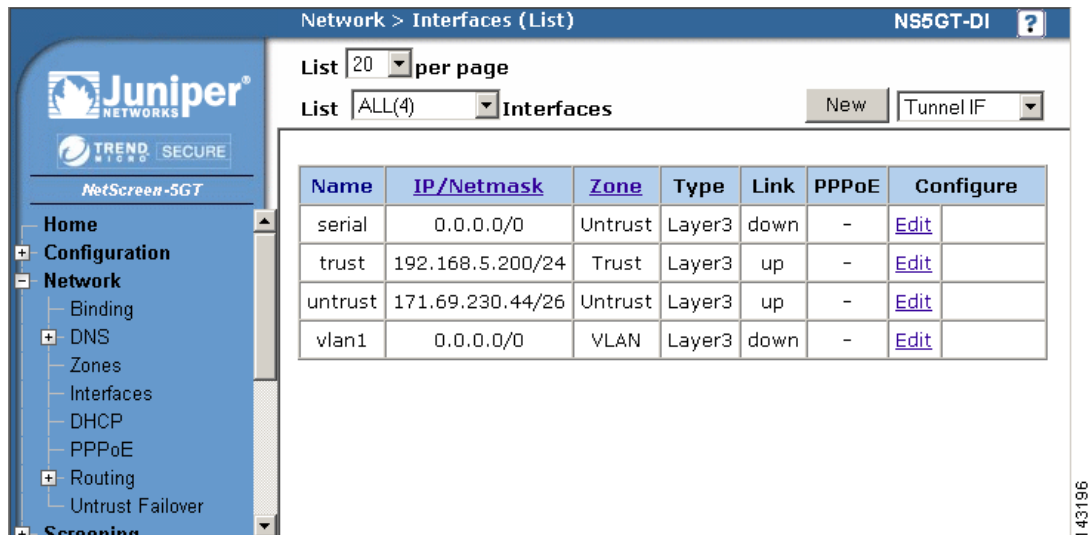 Network > Interfaces (List) NS5GT-DI ?
Juniper®
NETWORKS
TREND MICRO SECURE
NetScreen-5GT
Home
Configuration
Network
Binding
DNS
Zones
Interfaces
DHCP
PPPoE
Routing
Untrust Failover
Screening
List 20 per page
List ALL(4) Interfaces New Tunnel IF
Name IP/Netmask Zone Type Link PPPoE Configure
serial 0.0.0.0/0 Untrust Layer3 down - Edit
trust 192.168.5.200/24 Trust Layer3 up - Edit
untrust 171.69.230.44/26 Untrust Layer3 up - Edit
vlan1 0.0.0.0/0 VLAN Layer3 down - Edit
143196